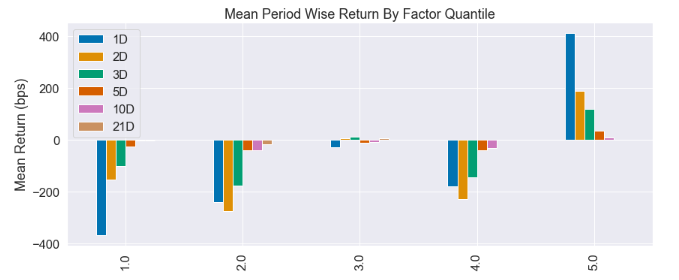 Mean Period Wise Return By Factor Quantile
400
200
0
−200
−400
Mean Return (bps)
1D
2D
3D
5D
10D
21D
1.0
2.0
3.0
4.0
5.0